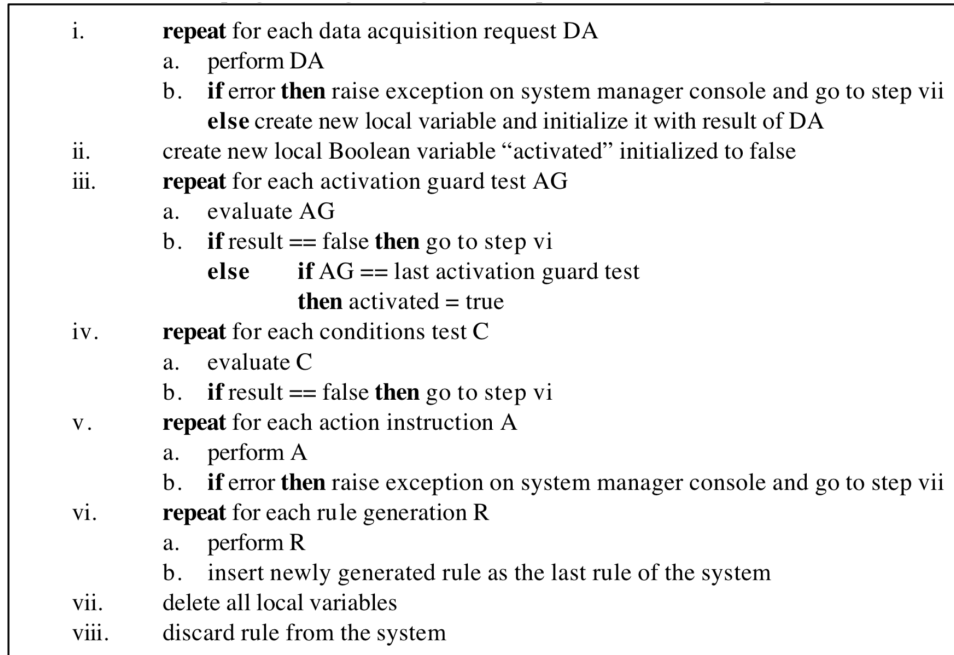 i. repeat for each data acquisition request DA
a. perform DA
b. if error then raise exception on system manager console and go to step vii
else create new local variable and initialize it with result of DA
ii. create new local Boolean variable “activated” initialized to false
iii. repeat for each activation guard test AG
a. evaluate AG
b. if result == false then go to step vi
else if AG == last activation guard test
then activated = true
iv. repeat for each conditions test C
a. evaluate C
b. if result == false then go to step vi
v. repeat for each action instruction A
a. perform A
b. if error then raise exception on system manager console and go to step vii
vi. repeat for each rule generation R
a. perform R
b. insert newly generated rule as the last rule of the system
vii. delete all local variables
viii. discard rule from the system